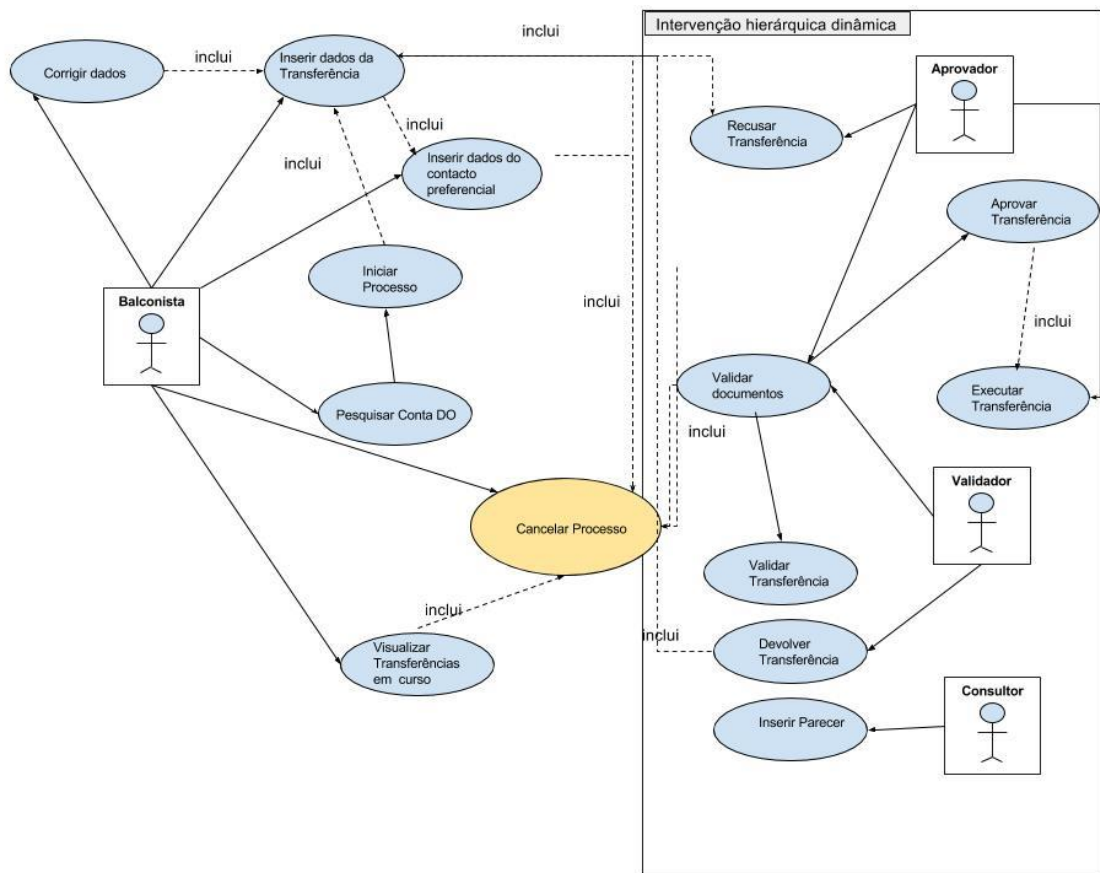 Intervenção hierárquica dinâmica
inclui
inclui
Inserir dados da
Transferência
Corrigir dados
Aprovador
inclui
Recusar
Transferência
inclui
Inserir dados do
contacto
preferencial
Aprovar
Transferência
Iniciar
Processo
Balconista
inclui
inclui
Validar
documentos
Executar
Transferência
Pesquisar Conta DO
inclui
Validador
Cancelar Processo
Validar
Transferência
inclui
inclui
Visualizar
Transferências
em curso
Devolver
Transferência
Consultor
Inserir Parecer